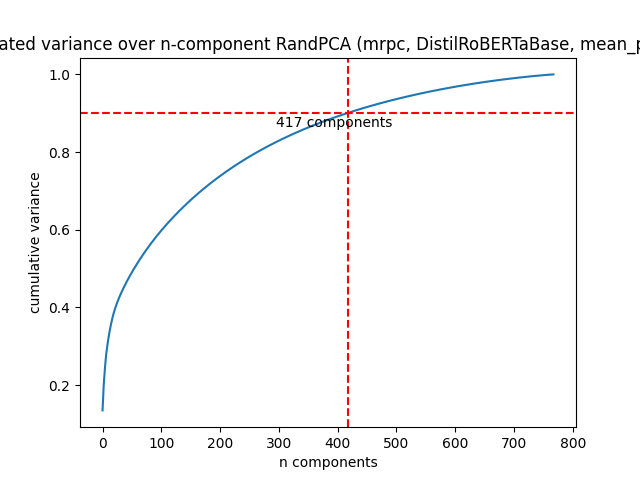 ated variance over n-component RandPCA (mrpc, DistilRoBERTaBase, mean_p
1.0
0.8
0.6
0.4
0.2
cumulative variance
417 components
0 100 200 300 400 500 600 700 800
n components